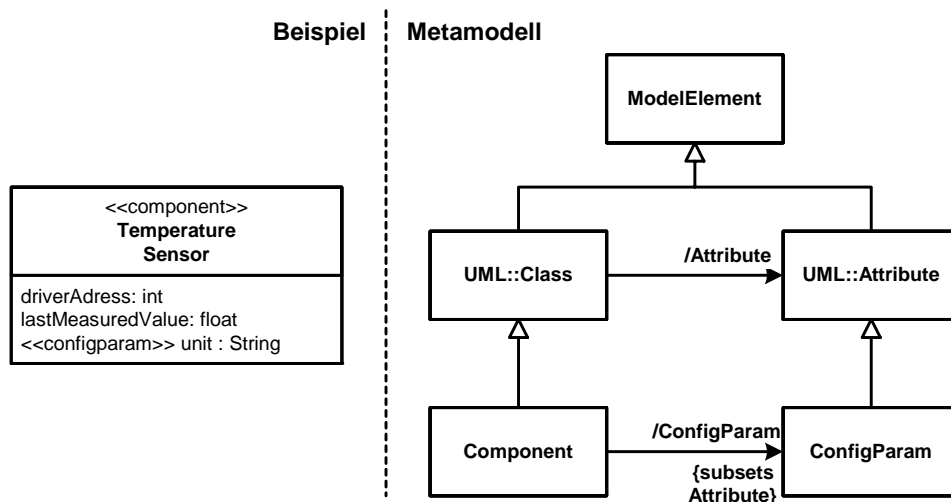 Beispiel
Metamodell
ModelElement
<<component>>
Temperature
Sensor
driverAdress: int
lastMeasuredValue: float
<<configparam>> unit : String
UML::Class
/Attribute
UML::Attribute
Component
/ConfigParam
{subsets
Attribute}
ConfigParam